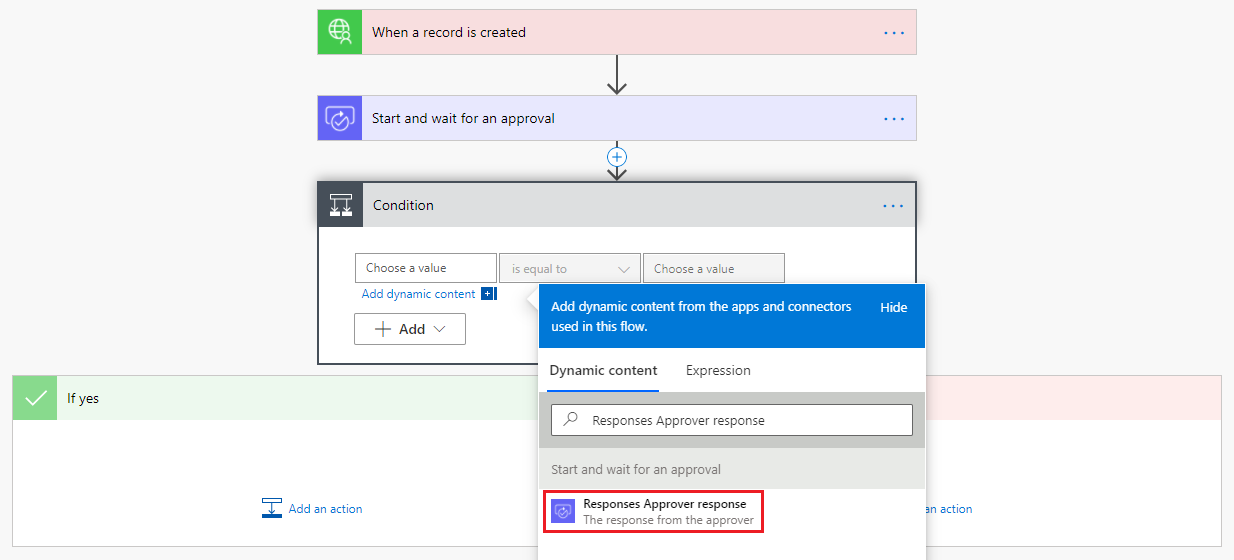 When a record is created
Start and wait for an approval
Condition
Choose a value
is equal to
Choose a value
Add dynamic content
Add
Add dynamic content from the apps and connectors
used in this flow.
Hide
Dynamic content
Expression
Responses Approver response
Start and wait for an approval
Responses Approver response
The response from the approver
If yes
Add an action
an action